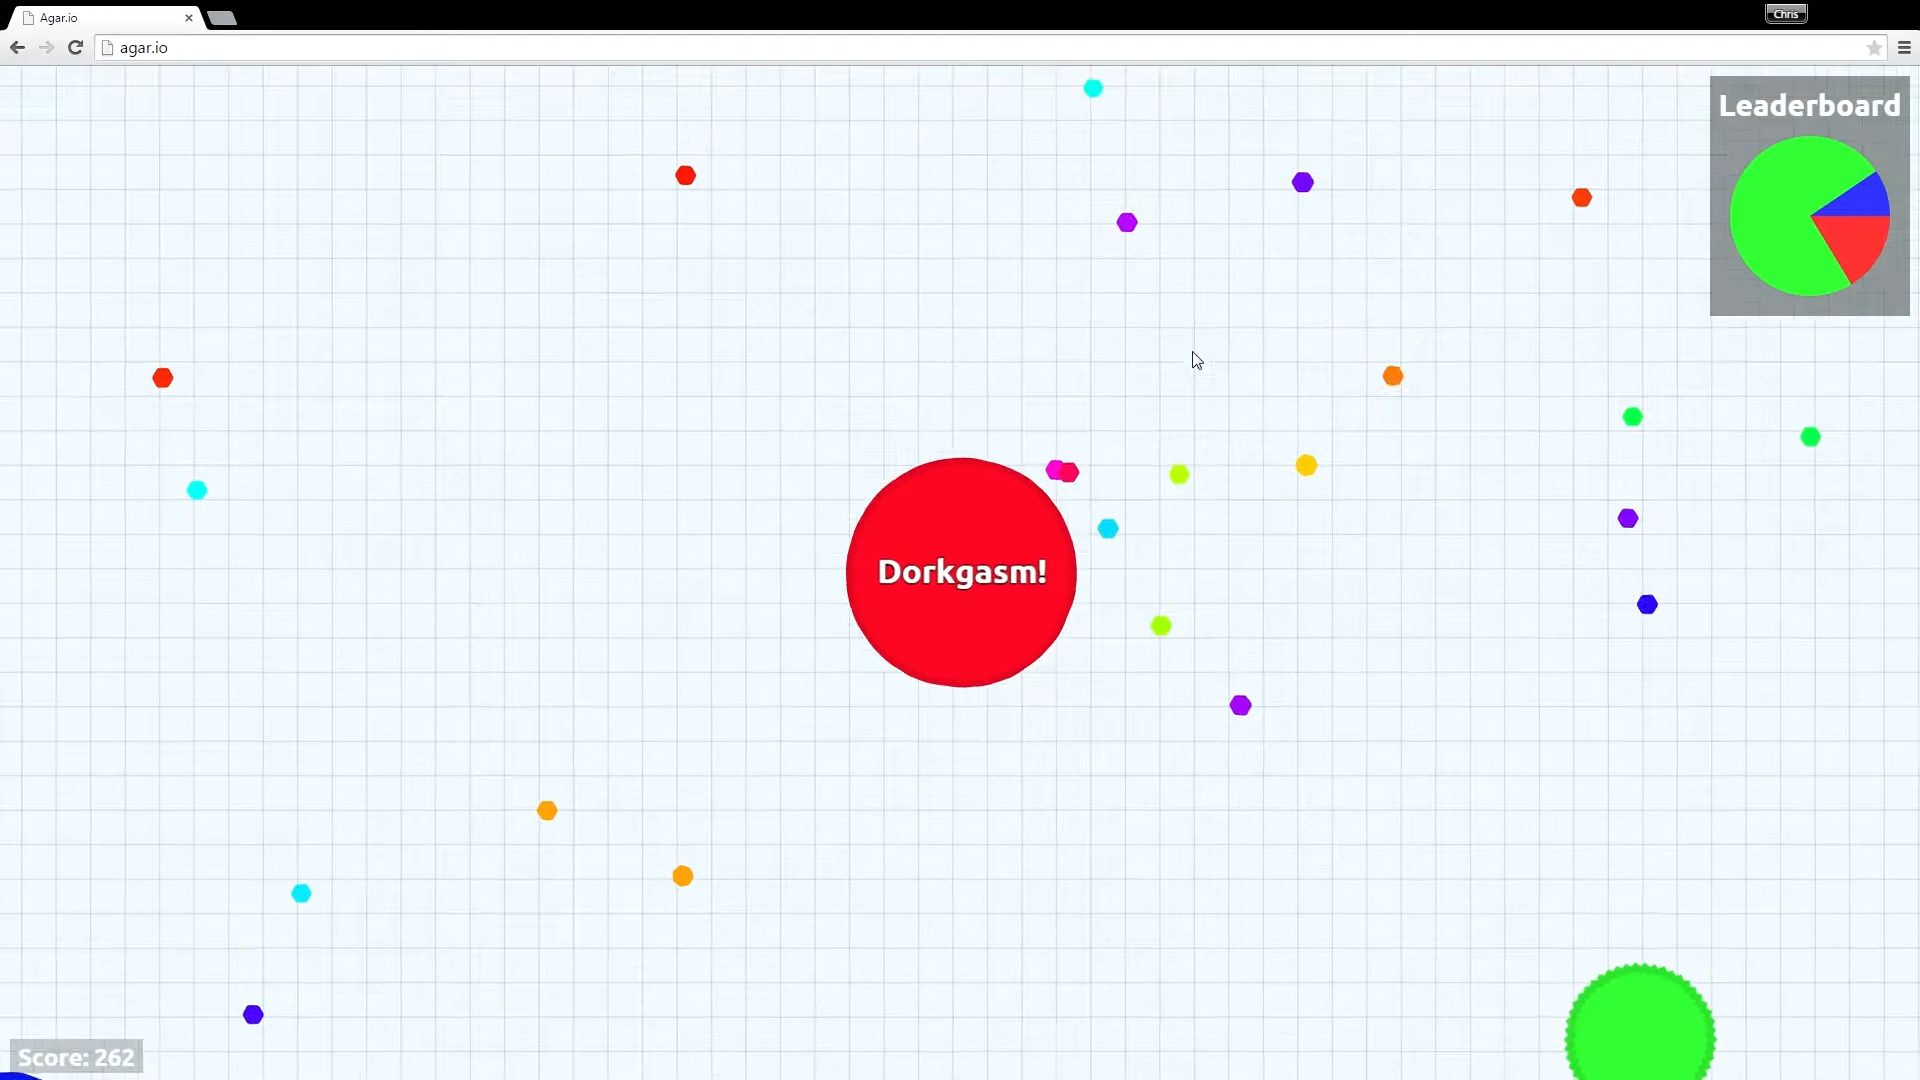 Agar.io
Chris
agar.io
Leaderboard
Dorkgasm!
Score: 262